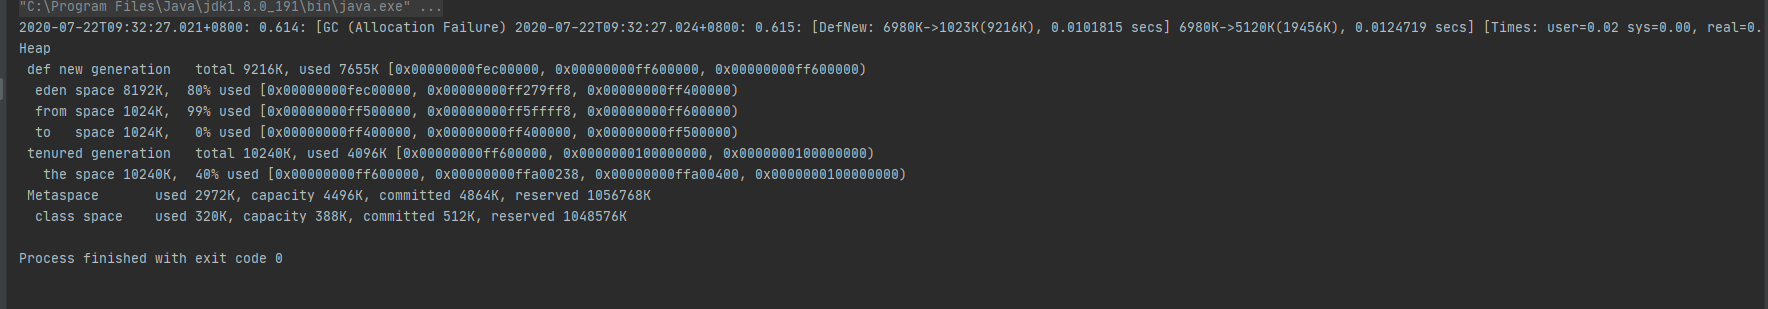 "C:\Program Files\Java\jdk1.8.0_191\bin\java.exe" ...
2020-07-22T09:32:27.021+0800: 0.614: [GC (Allocation Failure) 2020-07-22T09:32:27.024+0800: 0.615: [DefNew: 6980K->1023K(9216K), 0.0101815 secs] 6980K->5120K(19456K), 0.0124719 secs] [Times: user=0.02 sys=0.00, real=0.
Heap
 def new generation   total 9216K, used 7655K [0x00000000fec00000, 0x00000000ff600000, 0x00000000ff600000)
  eden space 8192K,  80% used [0x00000000fec00000, 0x00000000ff279ff8, 0x00000000ff400000)
  from space 1024K,  99% used [0x00000000ff500000, 0x00000000ff5ffff8, 0x00000000ff600000)
  to   space 1024K,   0% used [0x00000000ff400000, 0x00000000ff400000, 0x00000000ff500000)
 tenured generation   total 10240K, used 4096K [0x00000000ff600000, 0x0000000100000000, 0x0000000100000000)
   the space 10240K,  40% used [0x00000000ff600000, 0x00000000ffa00238, 0x00000000ffa00400, 0x0000000100000000)
 Metaspace       used 2972K, capacity 4496K, committed 4864K, reserved 1056768K
  class space    used 320K, capacity 388K, committed 512K, reserved 1048576K
Process finished with exit code 0